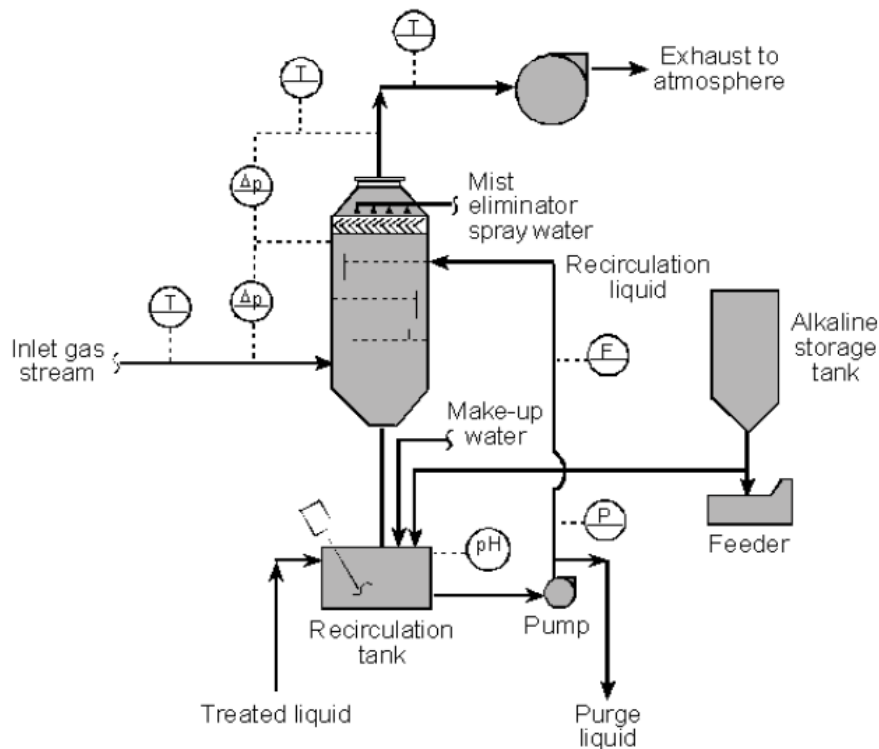 T
T
Exhaust to
atmosphere
Δp
Mist
eliminator
spray water
Recirculation
liquid
T
Δp
Inlet gas
stream
F
Alkaline
storage
tank
Make-up
water
P
pH
Feeder
Recirculation
tank
Pump
Treated liquid
Purge
liquid